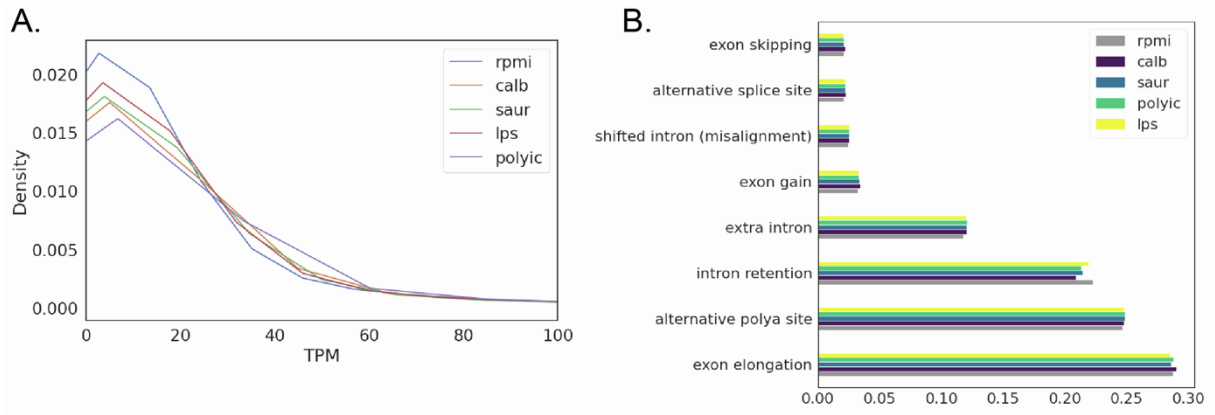 A.
Density
0.020
0.015
0.010
0.005
0.000
0
20
40
60
80
100
TPM
rpmi
calb
saur
lps
polyic
B.
exon skipping
alternative splice site
shifted intron (misalignment)
exon gain
extra intron
intron retention
alternative polya site
exon elongation
0.00
0.05
0.10
0.15
0.20
0.25
0.30
rpmi
calb
saur
polyic
lps